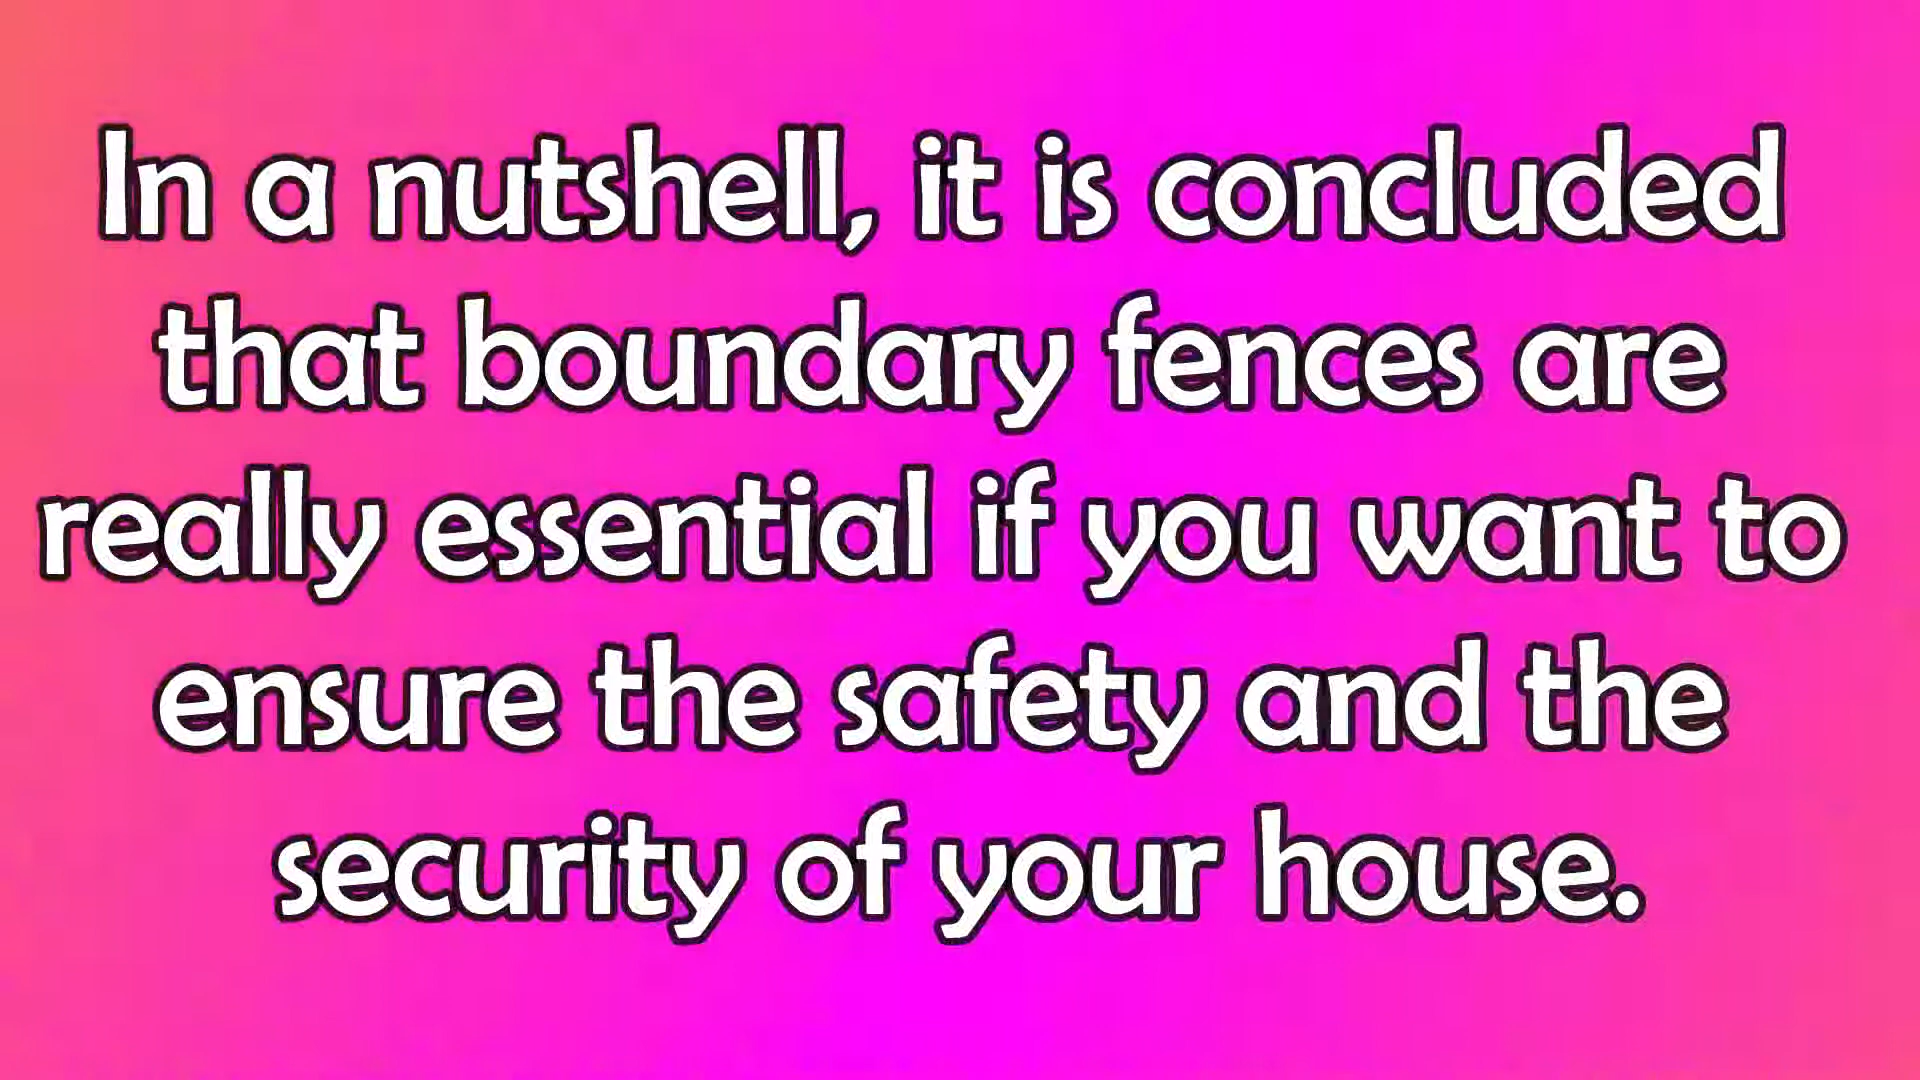 In a nutshell, it is concluded
that boundary fences are
really essential if you want to
ensure the safety and the
security of your house.